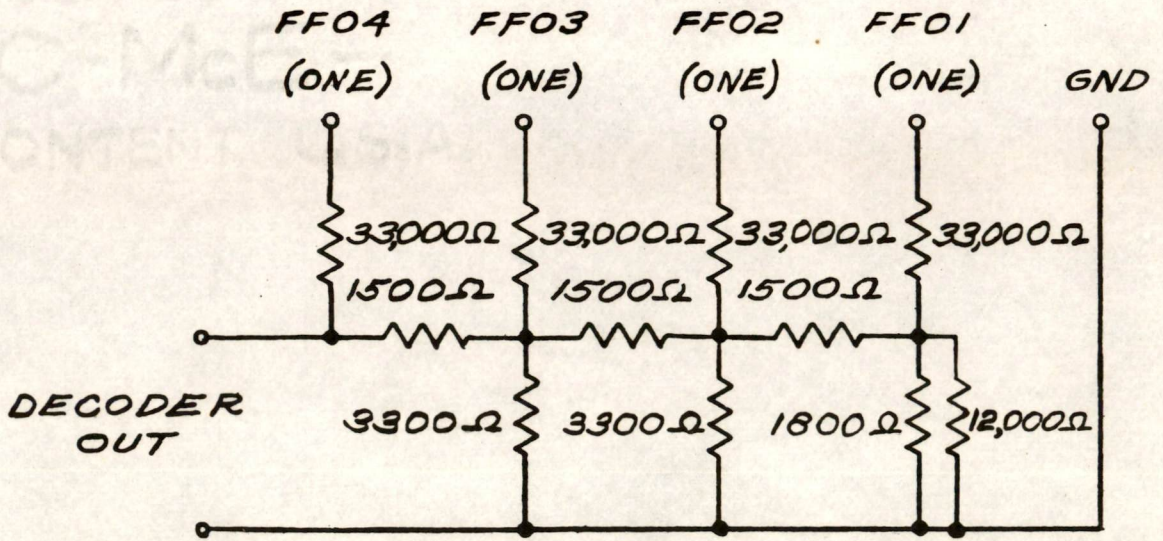 FF04 FF03 FF02 FF01
(ONE) (ONE) (ONE) (ONE) GND
33,000Ω 33,000Ω 33,000Ω 33,000Ω
1500Ω 1500Ω 1500Ω
DECODER
OUT
3300Ω 3300Ω 1800Ω 12,000Ω